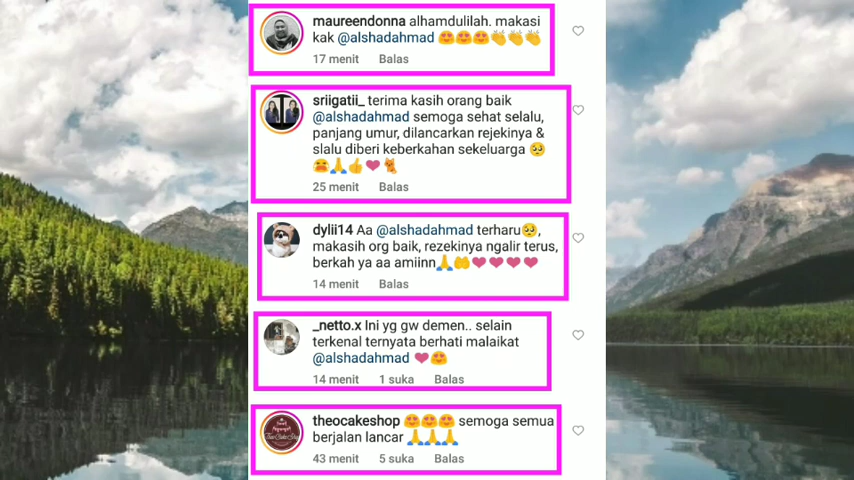 maureendonna alhamdulilah. makasi
kak @alshadahmad 😍😍😍👏👏👏
17 menit Balas
sriigatii_ terima kasih orang baik
@alshadahmad semoga sehat selalu,
panjang umur, dilancarkan rejekinya &
slalu diberi keberkahan sekeluarga 🥺
😭🙏👍❤️😿
25 menit Balas
dylii14 Aa @alshadahmad terharu🥺,
makasih org baik, rezekinya ngalir terus,
berkah ya aa amiinn🙏🤲❤️❤️❤️❤️
14 menit Balas
_netto.x Ini yg gw demen.. selain
terkenal ternyata berhati malaikat
@alshadahmad ❤️😍
14 menit 1 suka Balas
theocakeshop 😍😍😍 semoga semua
berjalan lancar 🙏🙏🙏
43 menit 5 suka Balas